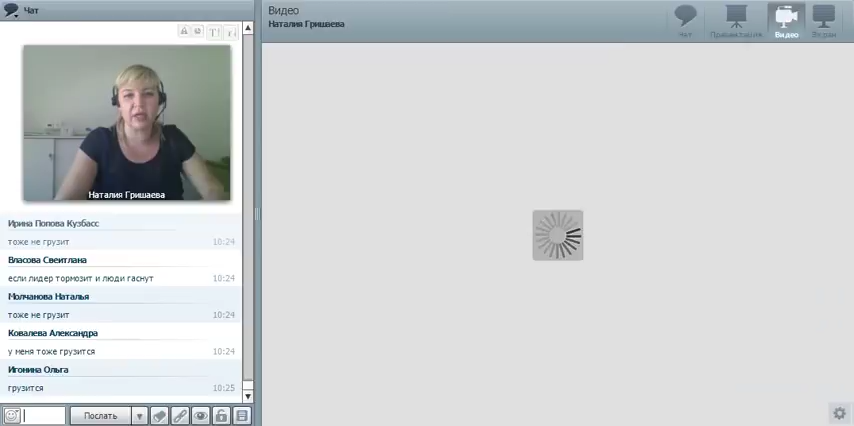 Чат
Наталия Гришаева
Ирина Попова Кузбасс
тоже не грузит 10:24
Власова Свеитлана
если лидер тормозит и люди гаснут 10:24
Молчанова Наталья
тоже не грузит 10:24
Ковалева Александра
у меня тоже грузится 10:24
Игонина Ольга
грузится 10:25
Послать
Видео
Наталия Гришаева
Чат Презентация Видео Экран